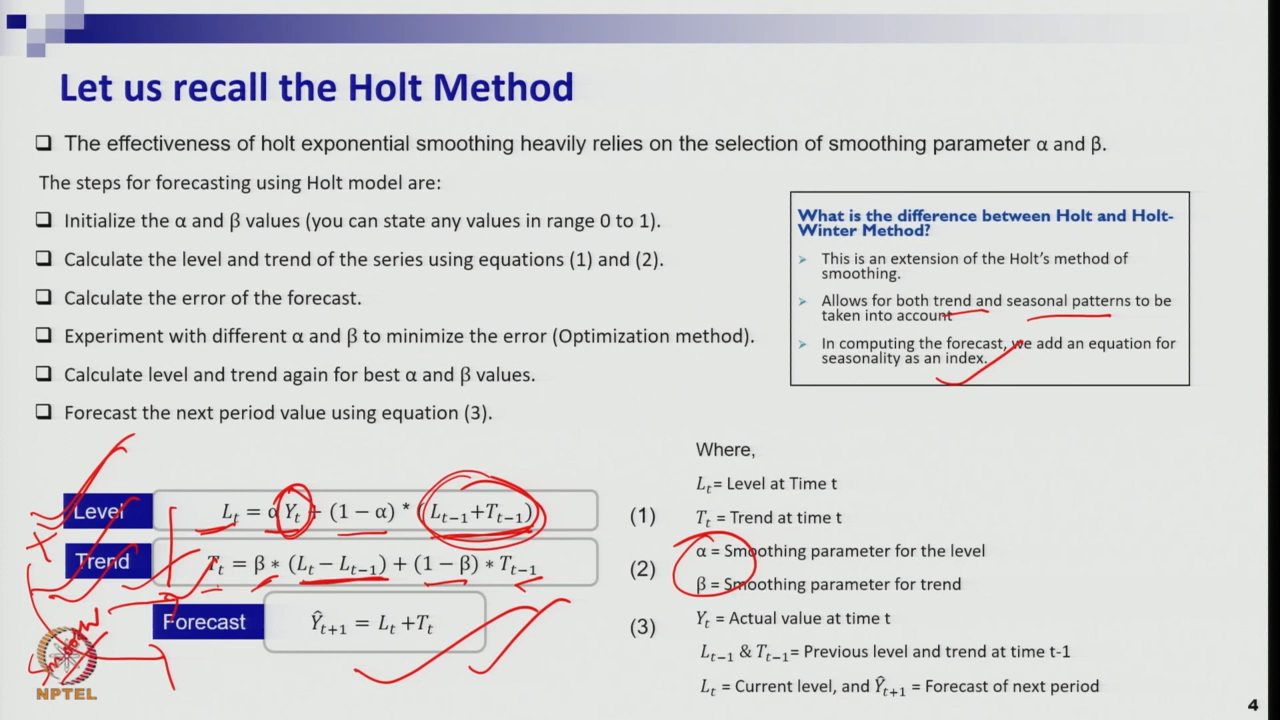 Let us recall the Holt Method
❑ The effectiveness of holt exponential smoothing heavily relies on the selection of smoothing parameter α and β.
The steps for forecasting using Holt model are:
❑ Initialize the α and β values (you can state any values in range 0 to 1).
❑ Calculate the level and trend of the series using equations (1) and (2).
❑ Calculate the error of the forecast.
❑ Experiment with different α and β to minimize the error (Optimization method).
❑ Calculate level and trend again for best α and β values.
❑ Forecast the next period value using equation (3).
What is the difference between Holt and Holt-
Winter Method?
➢ This is an extension of the Holt's method of
smoothing.
➢ Allows for both trend and seasonal patterns to be
taken into account
➢ In computing the forecast, we add an equation for
seasonality as an index.
Level L_t = α Y_t + (1 − α) * (L_{t−1}+T_{t−1}) (1)
Trend T_t = β * (L_t − L_{t−1}) + (1 − β) * T_{t−1} (2)
Forecast Ŷ_{t+1} = L_t +T_t (3)
Where,
L_t= Level at Time t
T_t = Trend at time t
α = Smoothing parameter for the level
β = Smoothing parameter for trend
Y_t = Actual value at time t
L_{t−1} & T_{t−1}= Previous level and trend at time t-1
L_t = Current level, and Ŷ_{t+1} = Forecast of next period
NPTEL
4